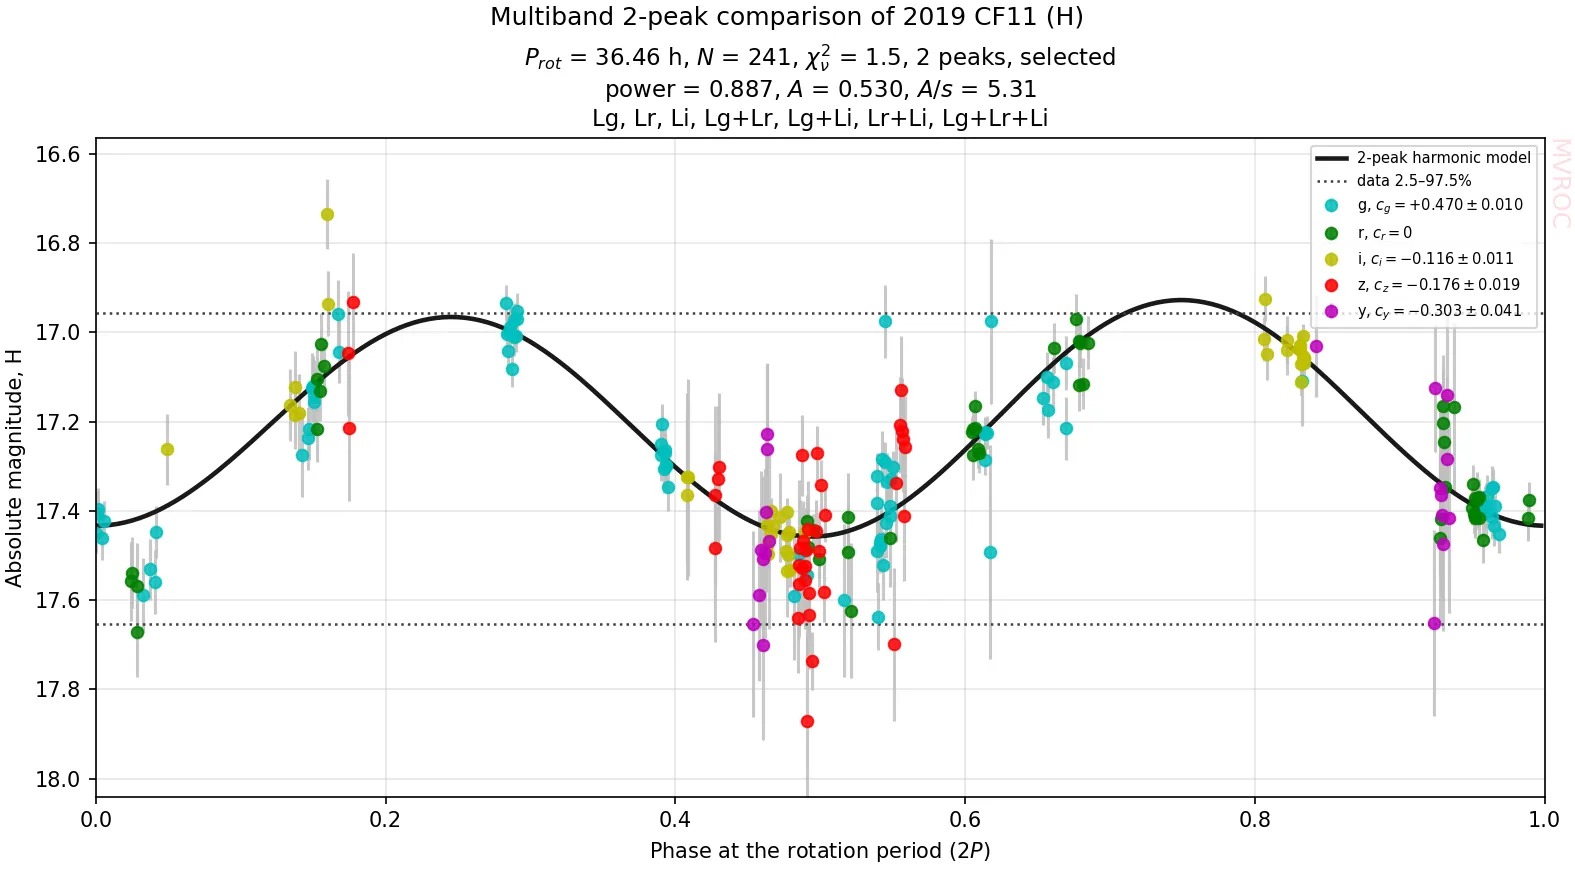 Multiband 2-peak comparison of 2019 CF11 (H)
P_rot = 36.46 h, N = 241, χ²_ν = 1.5, 2 peaks, selected
power = 0.887, A = 0.530, A/s = 5.31
Lg, Lr, Li, Lg+Lr, Lg+Li, Lr+Li, Lg+Lr+Li
2-peak harmonic model
data 2.5–97.5%
g, c_g = +0.470 ± 0.010
r, c_r = 0
i, c_i = −0.116 ± 0.011
z, c_z = −0.176 ± 0.019
y, c_y = −0.303 ± 0.041
MVROC
Absolute magnitude, H
16.6
16.8
17.0
17.2
17.4
17.6
17.8
18.0
0.0
0.2
0.4
0.6
0.8
1.0
Phase at the rotation period (2P)